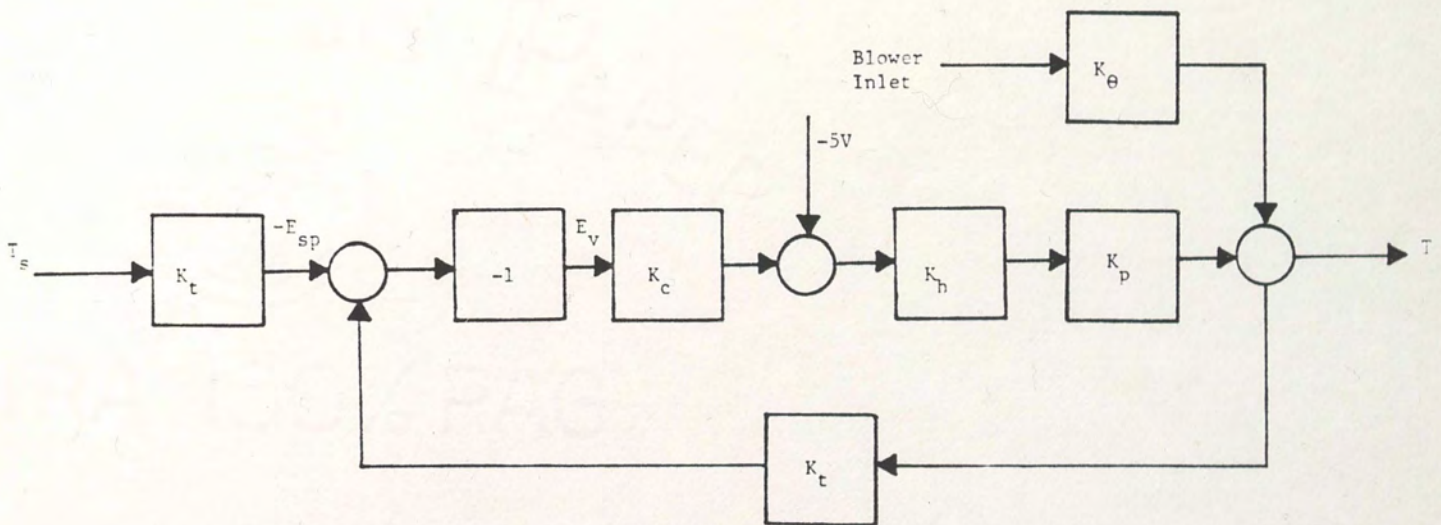 Blower
Inlet
K_θ
-5V
T_s
K_t
-E_sp
-1
E_v
K_c
K_h
K_p
T
K_t